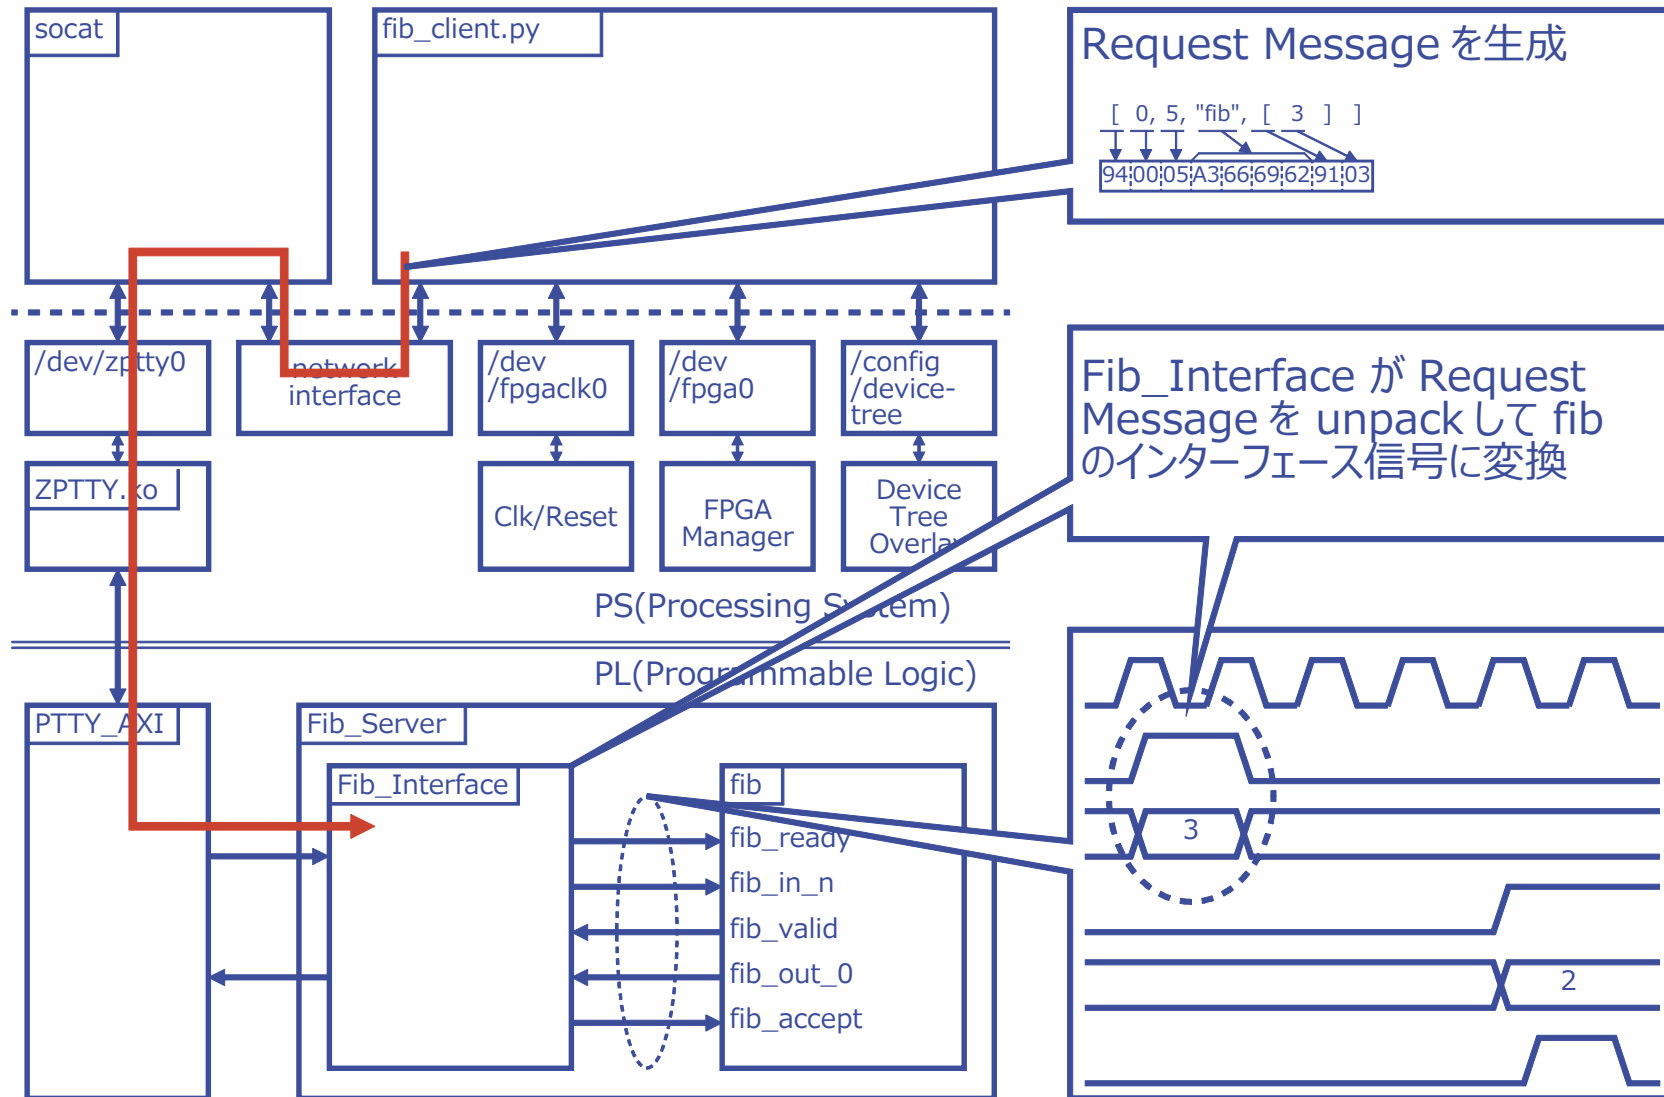 socat
fib_client.py
Request Message を生成
[ 0, 5, "fib", [ 3 ] ]
94 00 05 A3 66 69 62 91 03
/dev/zptty0
network
interface
/dev
/fpgaclk0
/dev
/fpga0
/config
/device-
tree
Fib_Interface が Request
Message を unpack して fib
のインターフェース信号に変換
ZPTTY.ko
Clk/Reset
FPGA
Manager
Device
Tree
Overlay
PS(Processing System)
PL(Programmable Logic)
PTTY_AXI
Fib_Server
Fib_Interface
fib
fib_ready
fib_in_n
fib_valid
fib_out_0
fib_accept
3
2